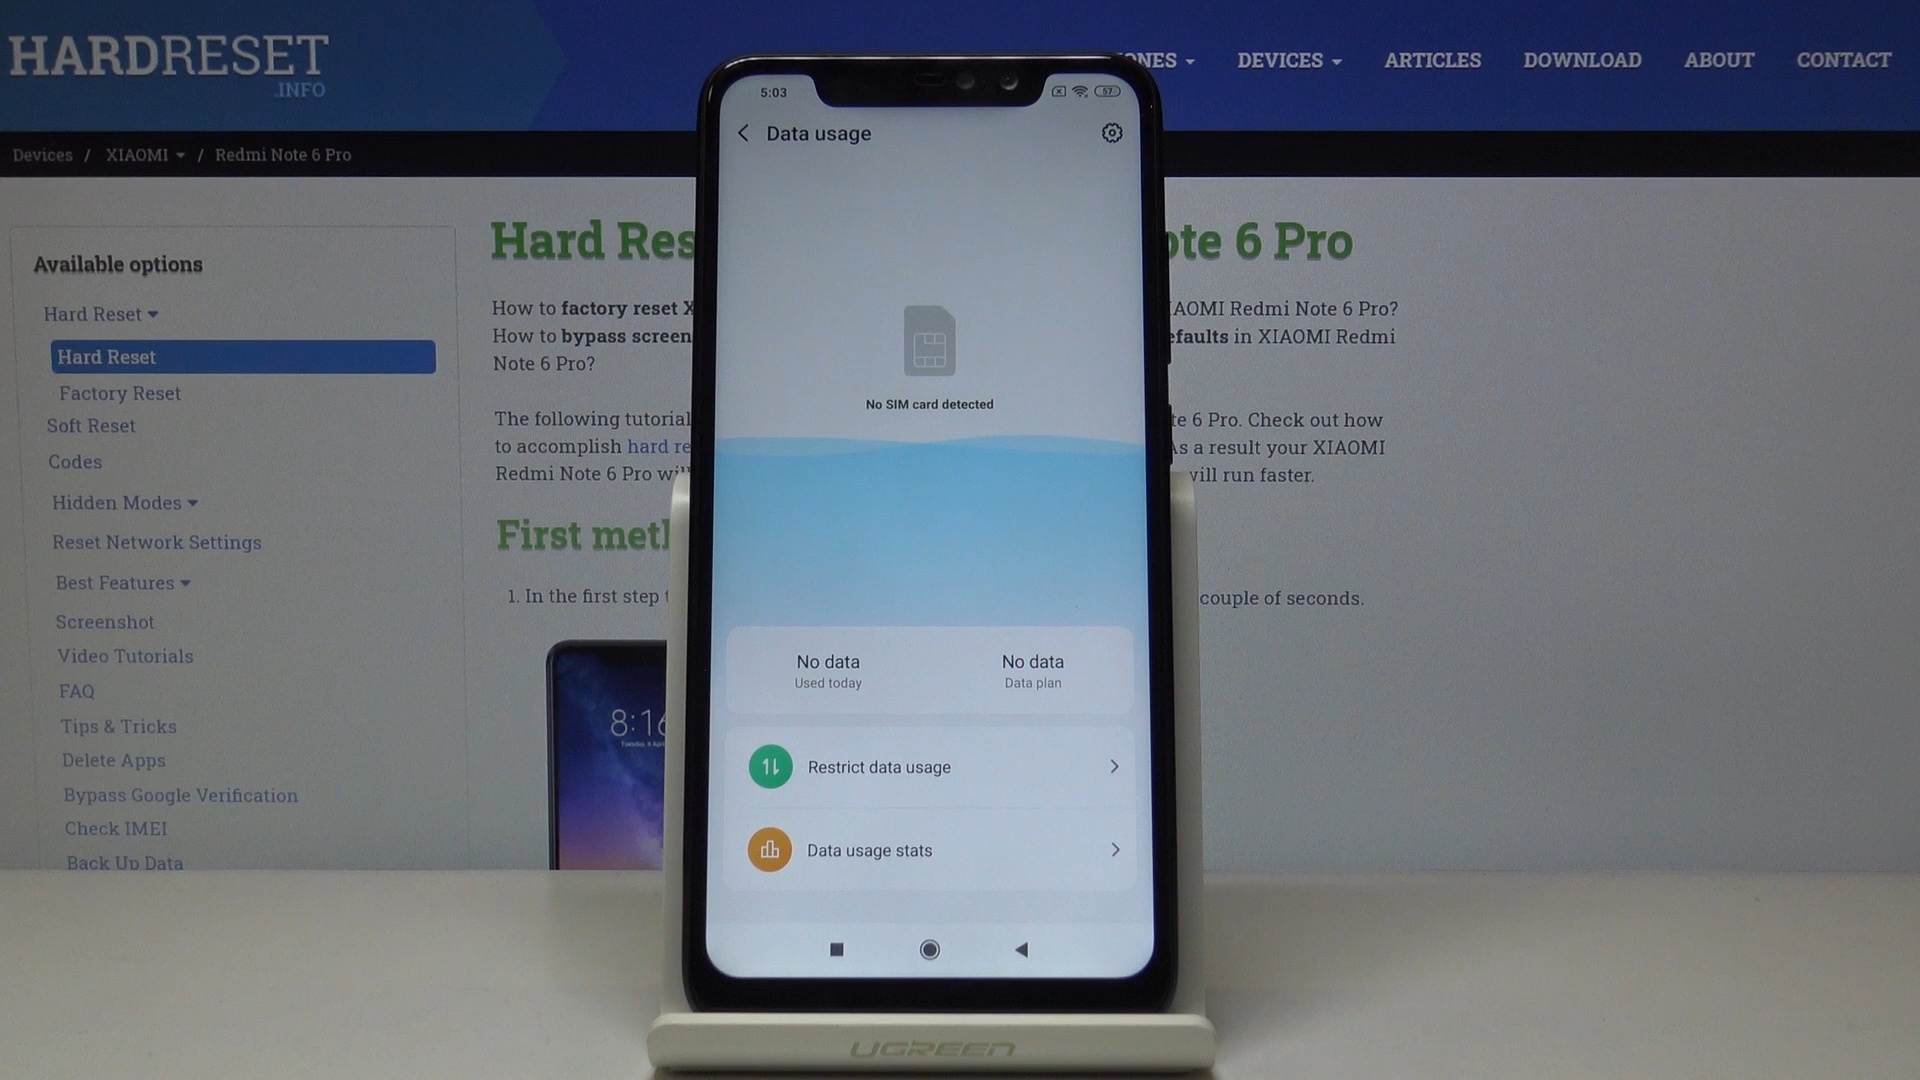 HARDRESET
.INFO
DEVICES
ARTICLES
DOWNLOAD
ABOUT
CONTACT
Devices / XIAOMI / Redmi Note 6 Pro
Available options
Hard Reset
Hard Reset
Factory Reset
Soft Reset
Codes
Hidden Modes
Reset Network Settings
Best Features
Screenshot
Video Tutorials
FAQ
Tips & Tricks
Delete Apps
Bypass Google Verification
Check IMEI
Back Up Data
Hard Res
ote 6 Pro
How to factory reset X
IAOMI Redmi Note 6 Pro?
How to bypass screen
efaults in XIAOMI Redmi
Note 6 Pro?
The following tutorial
te 6 Pro. Check out how
to accomplish hard re
As a result your XIAOMI
Redmi Note 6 Pro wi
will run faster.
First meth
1. In the first step
couple of seconds.
8:16
5:03
57
Data usage
No SIM card detected
No data
Used today
No data
Data plan
Restrict data usage
Data usage stats
UGREEN